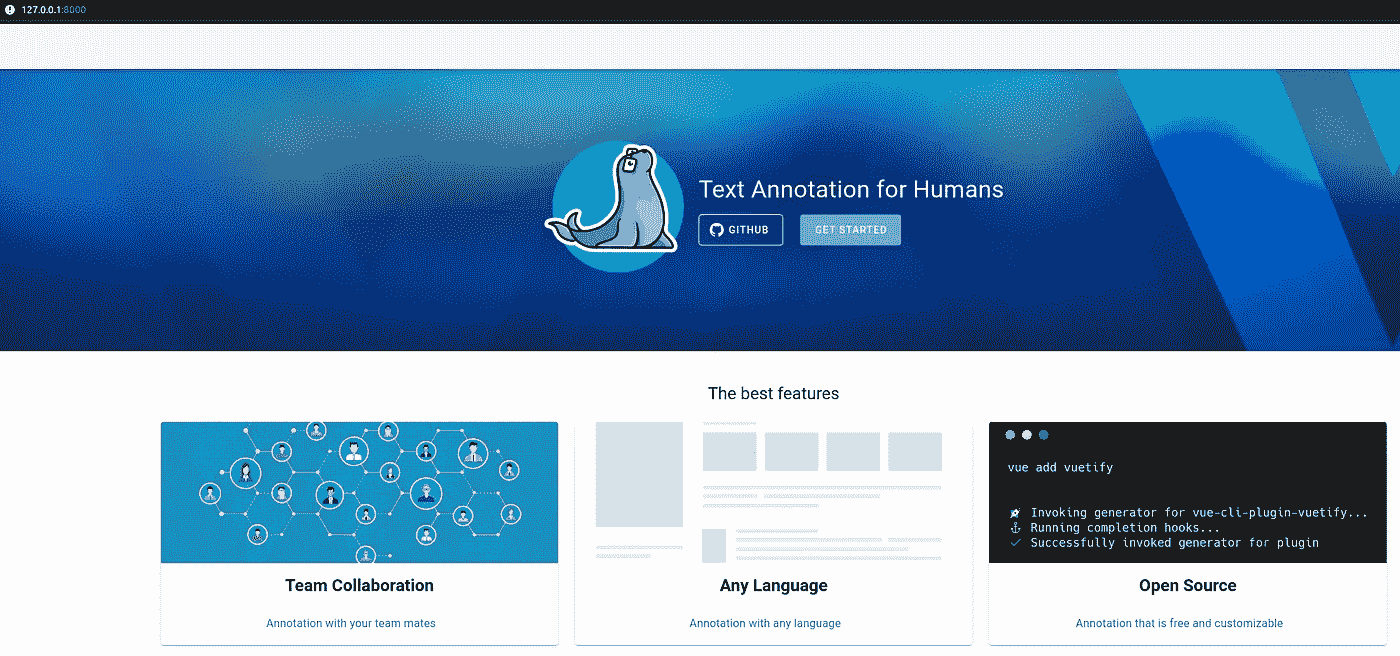 127.0.0.1:8000
Text Annotation for Humans
GITHUB
GET STARTED
The best features
vue add vuetify
Invoking generator for vue-cli-plugin-vuetify...
Running completion hooks...
Successfully invoked generator for plugin
Team Collaboration
Any Language
Open Source
Annotation with your team mates
Annotation with any language
Annotation that is free and customizable